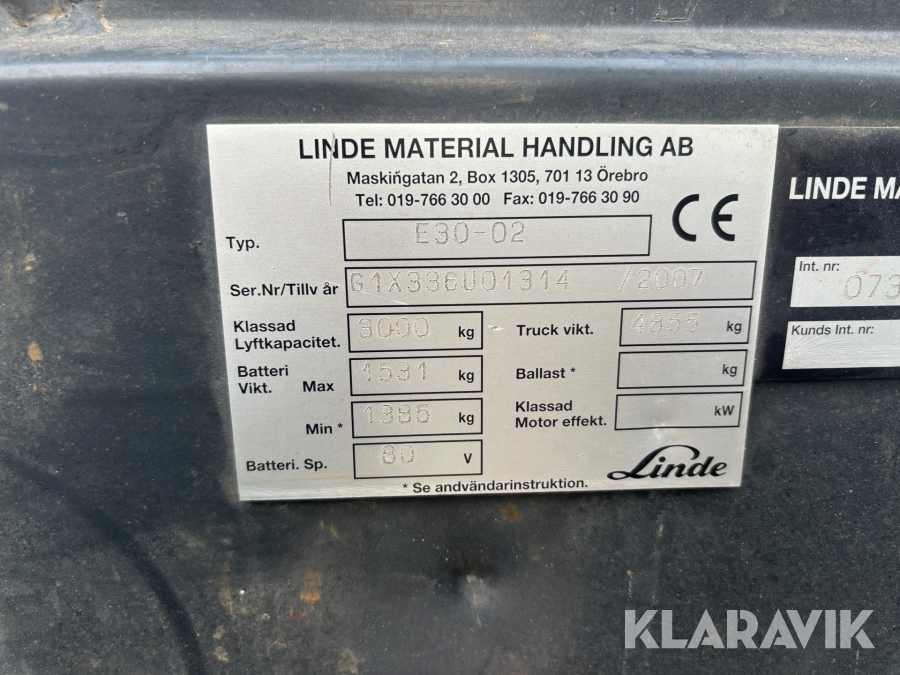 LINDE MATERIAL HANDLING AB
Maskingatan 2, Box 1305, 701 13 Örebro
Tel: 019-766 30 00 Fax: 019-766 30 90
Typ. E30-02
Ser.Nr/Tillv år G1X336U01314 /2007
Klassad Lyftkapacitet. 3000 kg
Truck vikt. kg
Batteri Vikt. Max 1531 kg
Ballast * kg
Min * 1385 kg
Klassad Motor effekt. kW
Batteri. Sp. 80 V
Linde
* Se andvändarinstruktion.
CE
LINDE MA
Int. nr:
073
Kunds Int. nr:
KLARAVIK